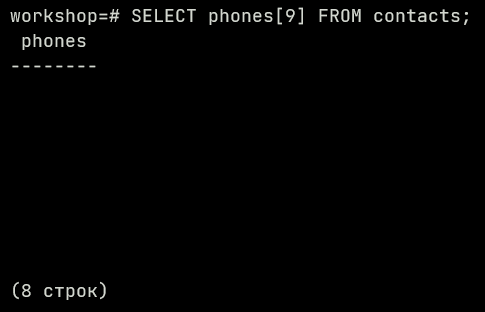 workshop=# SELECT phones[9] FROM contacts;
phones
--------
(8 строк)